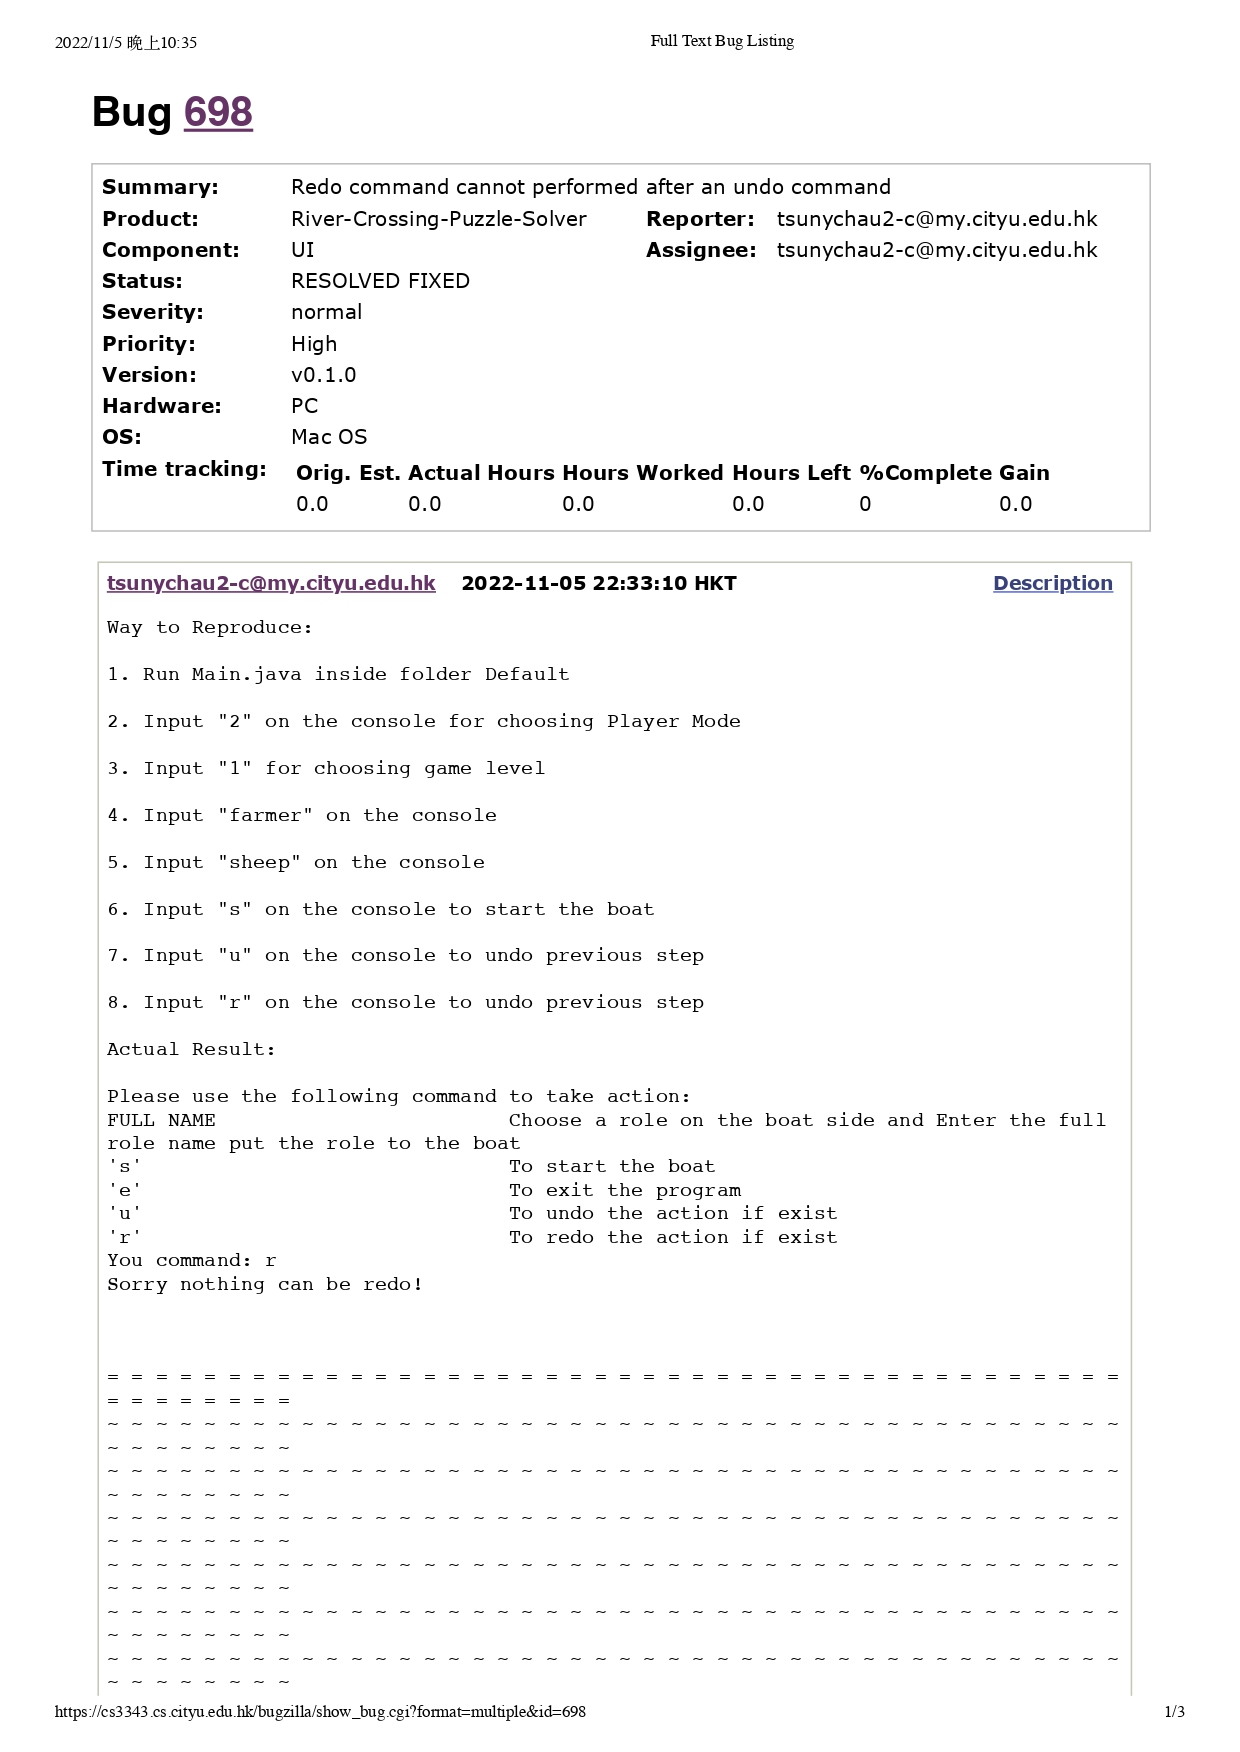 2022/11/5 晚上10:35 Full Text Bug Listing
Bug 698
Summary: Redo command cannot performed after an undo command
Product: River-Crossing-Puzzle-Solver Reporter: tsunychau2-c@my.cityu.edu.hk
Component: UI Assignee: tsunychau2-c@my.cityu.edu.hk
Status: RESOLVED FIXED
Severity: normal
Priority: High
Version: v0.1.0
Hardware: PC
OS: Mac OS
Time tracking: Orig. Est. Actual Hours Hours Worked Hours Left %Complete Gain
0.0 0.0 0.0 0.0 0 0.0
tsunychau2-c@my.cityu.edu.hk 2022-11-05 22:33:10 HKT Description
Way to Reproduce:
1. Run Main.java inside folder Default
2. Input "2" on the console for choosing Player Mode
3. Input "1" for choosing game level
4. Input "farmer" on the console
5. Input "sheep" on the console
6. Input "s" on the console to start the boat
7. Input "u" on the console to undo previous step
8. Input "r" on the console to undo previous step
Actual Result:
Please use the following command to take action:
FULL NAME Choose a role on the boat side and Enter the full
role name put the role to the boat
's' To start the boat
'e' To exit the program
'u' To undo the action if exist
'r' To redo the action if exist
You command: r
Sorry nothing can be redo!
= = = = = = = = = = = = = = = = = = = = = = = = = = = = = = = = = = = = = = = = = =
= = = = = = = =
~ ~ ~ ~ ~ ~ ~ ~ ~ ~ ~ ~ ~ ~ ~ ~ ~ ~ ~ ~ ~ ~ ~ ~ ~ ~ ~ ~ ~ ~ ~ ~ ~ ~ ~ ~ ~ ~ ~ ~ ~ ~
~ ~ ~ ~ ~ ~ ~ ~
~ ~ ~ ~ ~ ~ ~ ~ ~ ~ ~ ~ ~ ~ ~ ~ ~ ~ ~ ~ ~ ~ ~ ~ ~ ~ ~ ~ ~ ~ ~ ~ ~ ~ ~ ~ ~ ~ ~ ~ ~ ~
~ ~ ~ ~ ~ ~ ~ ~
~ ~ ~ ~ ~ ~ ~ ~ ~ ~ ~ ~ ~ ~ ~ ~ ~ ~ ~ ~ ~ ~ ~ ~ ~ ~ ~ ~ ~ ~ ~ ~ ~ ~ ~ ~ ~ ~ ~ ~ ~ ~
~ ~ ~ ~ ~ ~ ~ ~
~ ~ ~ ~ ~ ~ ~ ~ ~ ~ ~ ~ ~ ~ ~ ~ ~ ~ ~ ~ ~ ~ ~ ~ ~ ~ ~ ~ ~ ~ ~ ~ ~ ~ ~ ~ ~ ~ ~ ~ ~ ~
~ ~ ~ ~ ~ ~ ~ ~
~ ~ ~ ~ ~ ~ ~ ~ ~ ~ ~ ~ ~ ~ ~ ~ ~ ~ ~ ~ ~ ~ ~ ~ ~ ~ ~ ~ ~ ~ ~ ~ ~ ~ ~ ~ ~ ~ ~ ~ ~ ~
~ ~ ~ ~ ~ ~ ~ ~
~ ~ ~ ~ ~ ~ ~ ~ ~ ~ ~ ~ ~ ~ ~ ~ ~ ~ ~ ~ ~ ~ ~ ~ ~ ~ ~ ~ ~ ~ ~ ~ ~ ~ ~ ~ ~ ~ ~ ~ ~ ~
~ ~ ~ ~ ~ ~ ~ ~
https://cs3343.cs.cityu.edu.hk/bugzilla/show_bug.cgi?format=multiple&id=698 1/3